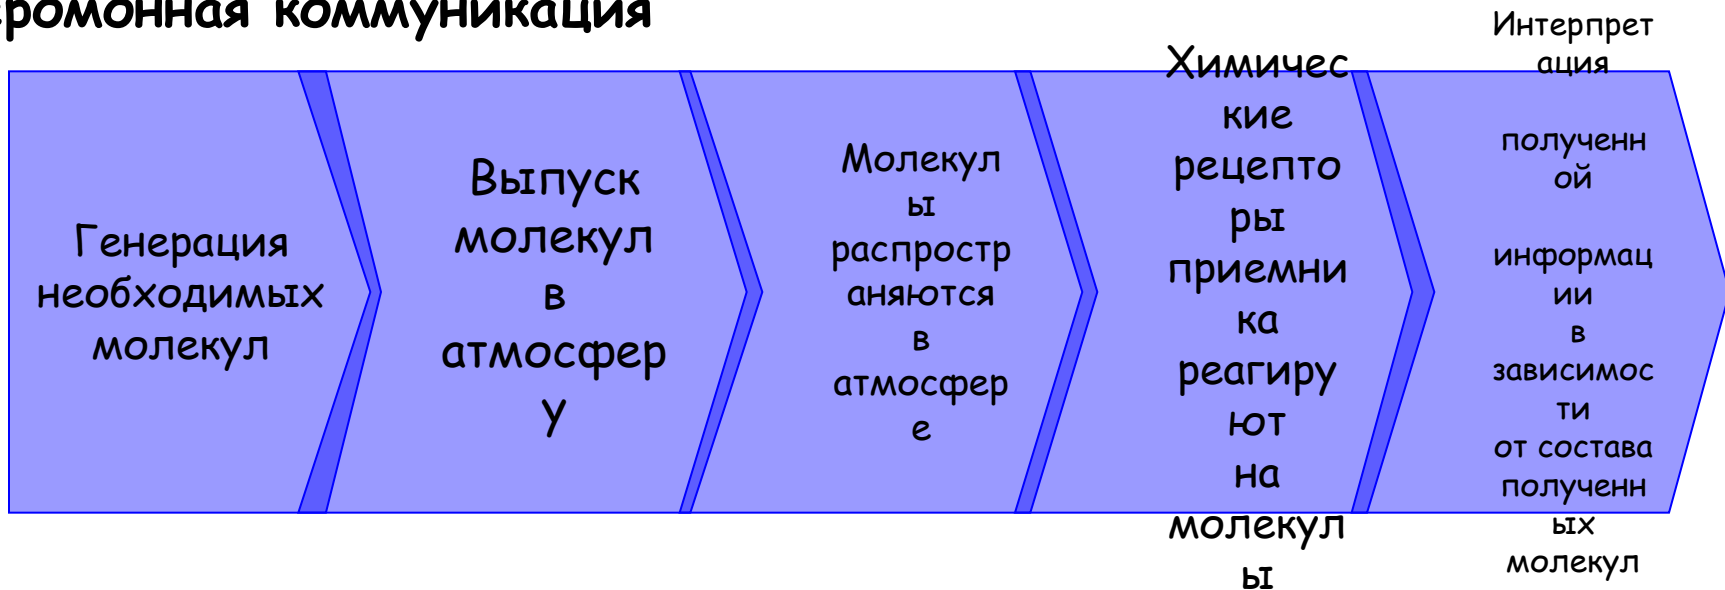 еромонная коммуникация
Генерация
необходимых
молекул
Выпуск
молекул
в
атмосфер
у
Молекул
ы
распростр
аняются
в
атмосфер
е
Химичес
кие
рецепто
ры
приемни
ка
реагиру
ют
на
молекул
ы
Интерпрет
ация
полученн
ой
информац
ии
в
зависимос
ти
от состава
полученн
ых
молекул